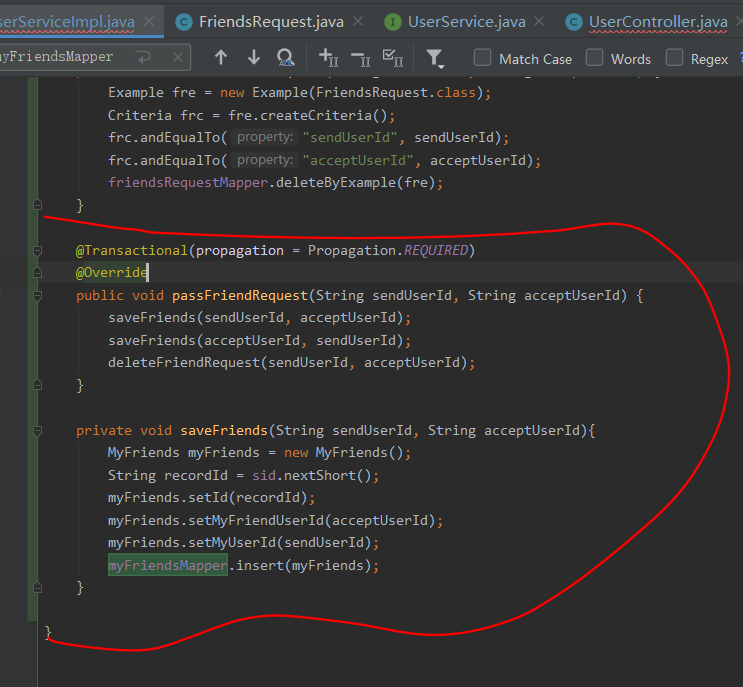 serServiceImpl.java FriendsRequest.java UserService.java UserController.java
yFriendsMapper Match Case Words Regex ?
Example fre = new Example(FriendsRequest.class);
Criteria frc = fre.createCriteria();
frc.andEqualTo( property: "sendUserId", sendUserId);
frc.andEqualTo( property: "acceptUserId", acceptUserId);
friendsRequestMapper.deleteByExample(fre);
}
@Transactional(propagation = Propagation.REQUIRED)
@Override
public void passFriendRequest(String sendUserId, String acceptUserId) {
saveFriends(sendUserId, acceptUserId);
saveFriends(acceptUserId, sendUserId);
deleteFriendRequest(sendUserId, acceptUserId);
}
private void saveFriends(String sendUserId, String acceptUserId){
MyFriends myFriends = new MyFriends();
String recordId = sid.nextShort();
myFriends.setId(recordId);
myFriends.setMyFriendUserId(acceptUserId);
myFriends.setMyUserId(sendUserId);
myFriendsMapper.insert(myFriends);
}
}